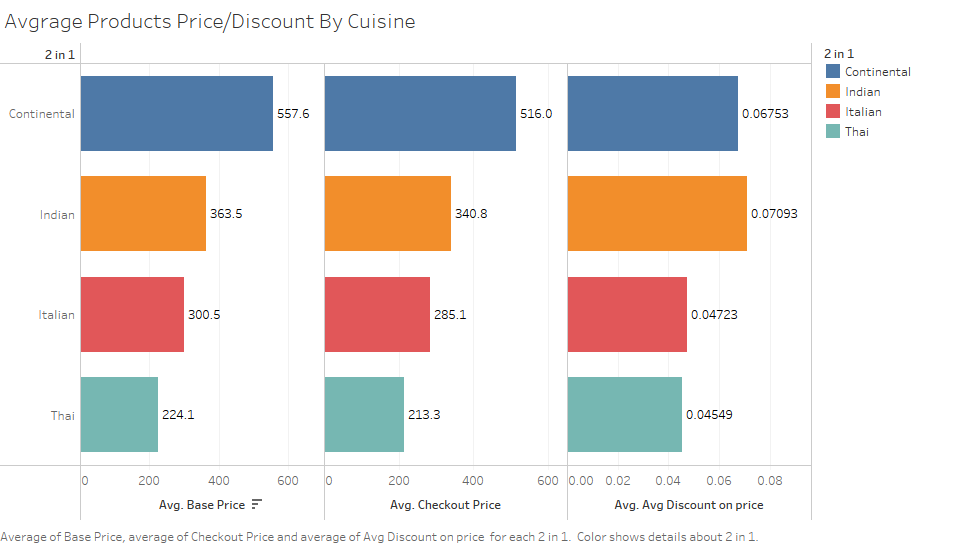 Avgrage Products Price/Discount By Cuisine
2 in 1
2 in 1
Continental
Indian
Italian
Thai
Continental 557.6 516.0 0.06753
Indian 363.5 340.8 0.07093
Italian 300.5 285.1 0.04723
Thai 224.1 213.3 0.04549
0 200 400 600 0 200 400 600 0.00 0.02 0.04 0.06 0.08
Avg. Base Price Avg. Checkout Price Avg. Avg Discount on price
Average of Base Price, average of Checkout Price and average of Avg Discount on price for each 2 in 1. Color shows details about 2 in 1.